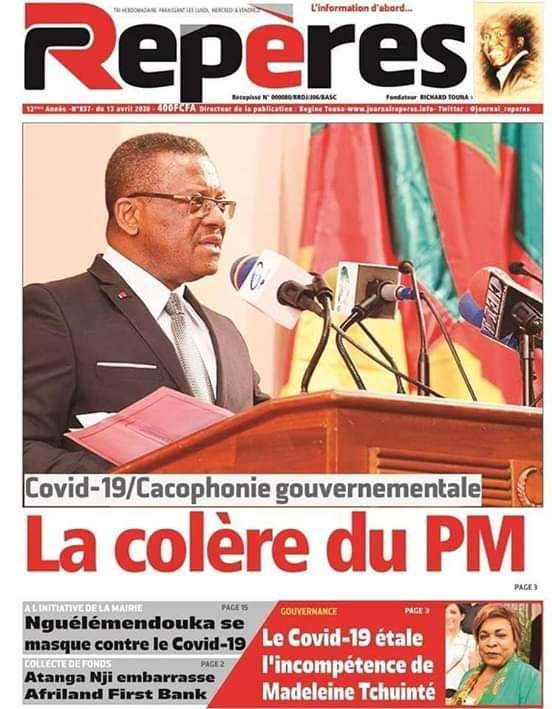 TRI-HEBDOMADAIRE PARAISSANT LES LUNDI, MERCREDI & VENDREDI
L'information d'abord...
Repères
Récepissé N° 000080/RRDJ/J06/BASC
Fondateur RICHARD TOUNA
13ème Année -N°837- du 13 avril 2020 - 400FCFA Directeur de la publication : Regine Touna-www.journalreperes.info- Twitter : @journal_reperes
Covid-19/Cacophonie gouvernementale
La colère du PM
PAGE 3
A L'INITIATIVE DE LA MAIRIE PAGE 15
Nguélémendouka se
masque contre le Covid-19
COLLECTE DE FONDS PAGE 2
Atanga Nji embarrasse
Afriland First Bank
GOUVERNANCE PAGE 3
Le Covid-19 étale
l'incompétence de
Madeleine Tchuinté